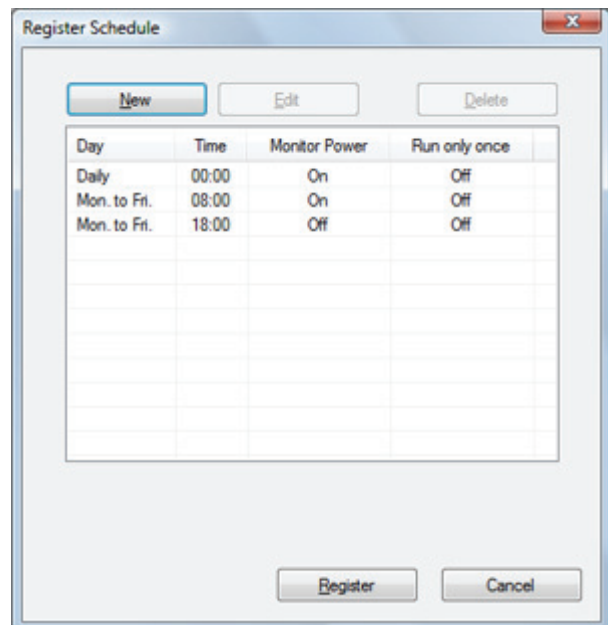 Register Schedule
New Edit Delete
Day Time Monitor Power Run only once
Daily 00:00 On Off
Mon. to Fri. 08:00 On Off
Mon. to Fri. 18:00 Off Off
Register Cancel